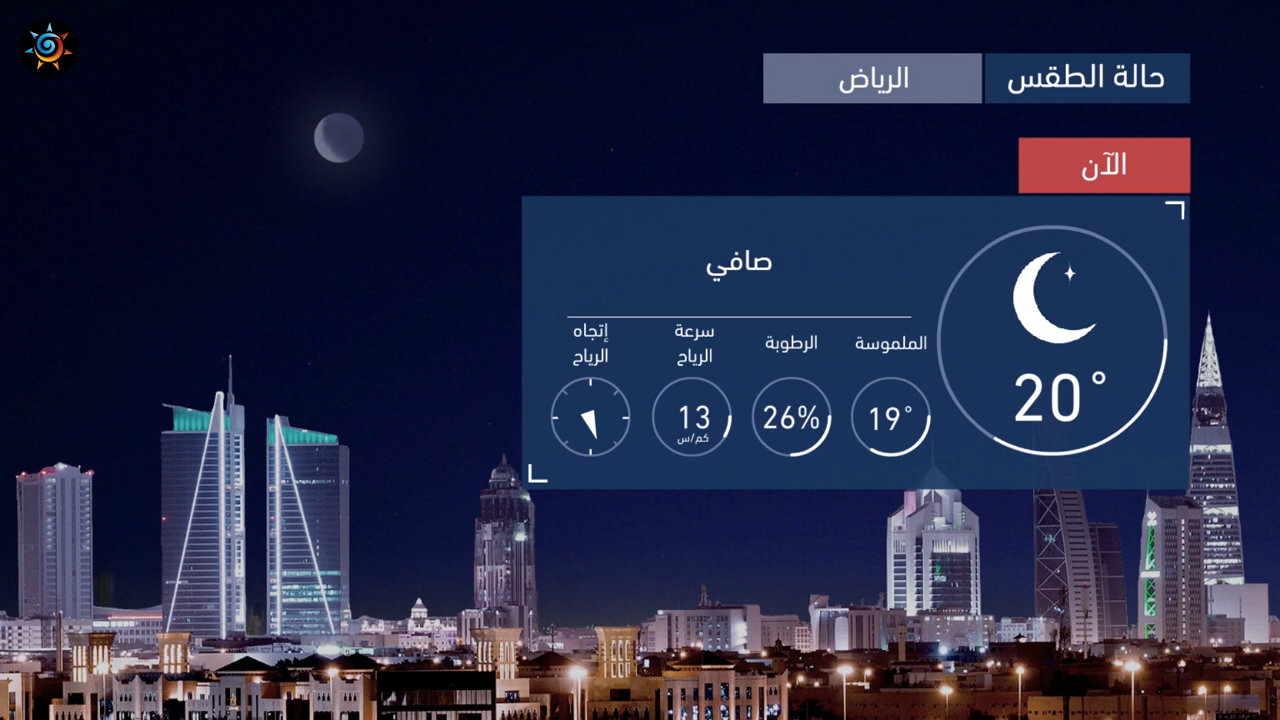 حالة الطقس
الرياض
الآن
صافي
20°
الملموسة
19°
الرطوبة
26%
سرعة
الرياح
13
كم/س
إتجاه
الرياح